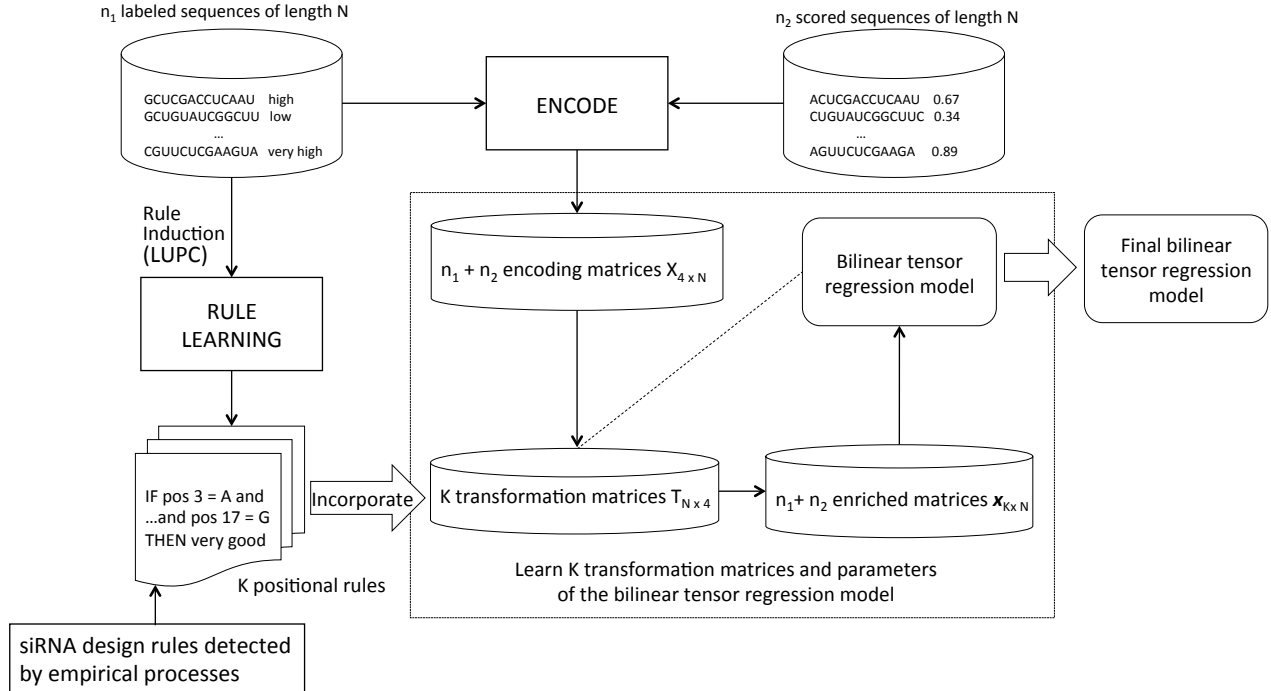 n₁ labeled sequences of length N
n₂ scored sequences of length N
GCUCGACCUCAAU high
GCUGUAUCGGCUU low
...
CGUUCUCGAAGUA very high
ENCODE
ACUCGACCUCAAU 0.67
CUGUAUCGGCUUC 0.34
...
AGUUCUCGAAGA 0.89
Rule
Induction
(LUPC)
n₁ + n₂ encoding matrices X₄ ₓ N
Bilinear tensor
regression model
Final bilinear
tensor regression
model
RULE
LEARNING
IF pos 3 = A and
...and pos 17 = G
THEN very good
Incorporate
K transformation matrices T N x 4
n₁+ n₂ enriched matrices x Kx N
K positional rules
Learn K transformation matrices and parameters
of the bilinear tensor regression model
siRNA design rules detected
by empirical processes